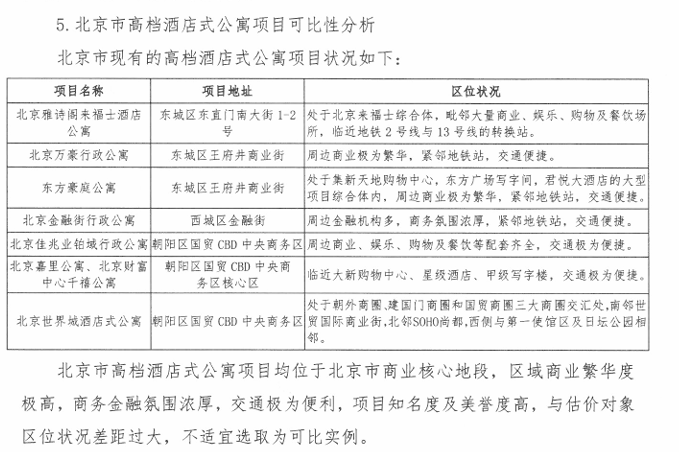 5.北京市高档酒店式公寓项目可比性分析
北京市现有的高档酒店式公寓项目状况如下：
项目名称 项目地址 区位状况
北京雅诗阁来福士酒店
公寓
东城区东直门南大街1-2
号
处于北京来福士综合体，毗邻大量商业、娱乐、购物及餐饮场
所，临近地铁2号线与13号线的转换站。
北京万豪行政公寓 东城区王府井商业街 周边商业极为繁华，紧邻地铁站，交通便捷。
东方豪庭公寓 东城区王府井商业街
处于集新天地购物中心，东方广场写字间，君悦大酒店的大型
项目综合体内，周边商业极为繁华，紧邻地铁站，交通便捷。
北京金融街行政公寓 西城区金融街 周边金融机构多，商务氛围浓厚，紧邻地铁站，交通便捷。
北京佳兆业铂域行政公寓 朝阳区国贸CBD中央商务区 周边商业、娱乐、购物及餐饮等配套齐全，交通极为便捷。
北京嘉里公寓、北京财富
中心千禧公寓
朝阳区国贸CBD中央商
务区核心区
临近大新购物中心、星级酒店、甲级写字楼，交通极为便捷。
北京世界城酒店式公寓 朝阳区国贸CBD中央商务区
处于朝外商圈、建国门商圈和国贸商圈三大商圈交汇处，南邻世
贸国际商业街，北邻SOHO尚都，西侧与第一使馆区及日坛公园相
邻。
北京市高档酒店式公寓项目均位于北京市商业核心地段，区域商业繁华度
极高，商务金融氛围浓厚，交通极为便利，项目知名度及美誉度高，与估价对象
区位状况差距过大，不适宜选取为可比实例。